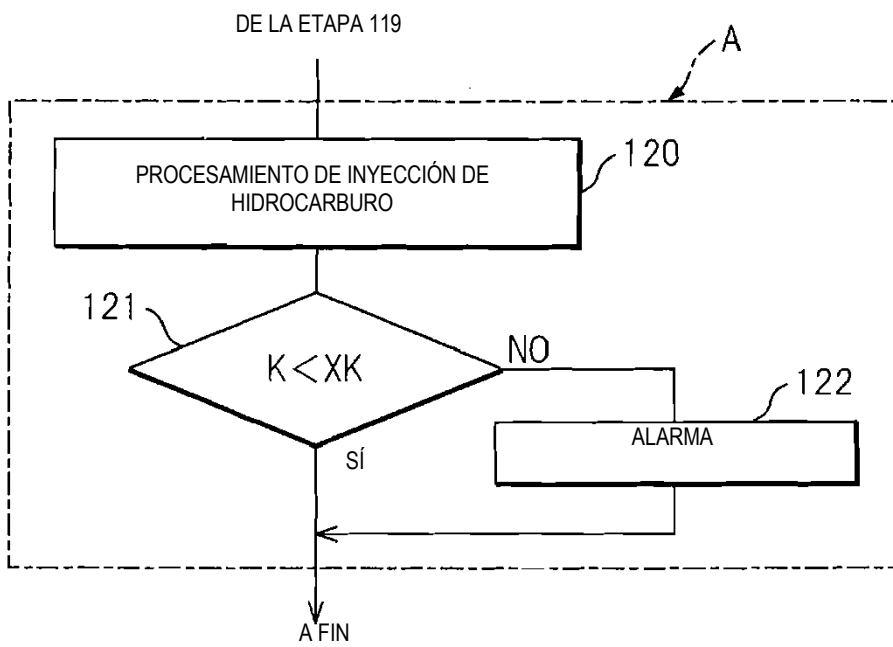 DE LA ETAPA 119
A
PROCESAMIENTO DE INYECCIÓN DE
HIDROCARBURO
120
121
K<XK
NO
122
ALARMA
SÍ
A FIN